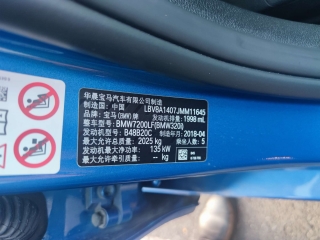 华晨宝马汽车有限公司制造
制造国：中国 LBV8A1407JMM11645
品牌：宝马(BMW)牌 发动机排量：1998 mL
整车型号：BMW7200LF(BMW320i)
发动机型号：B48B20C 制造年月：2018-04
最大允许总质量：2025 kg 乘坐人数：5
最大净功率：135 kW
最大允许牵引质量：- kg